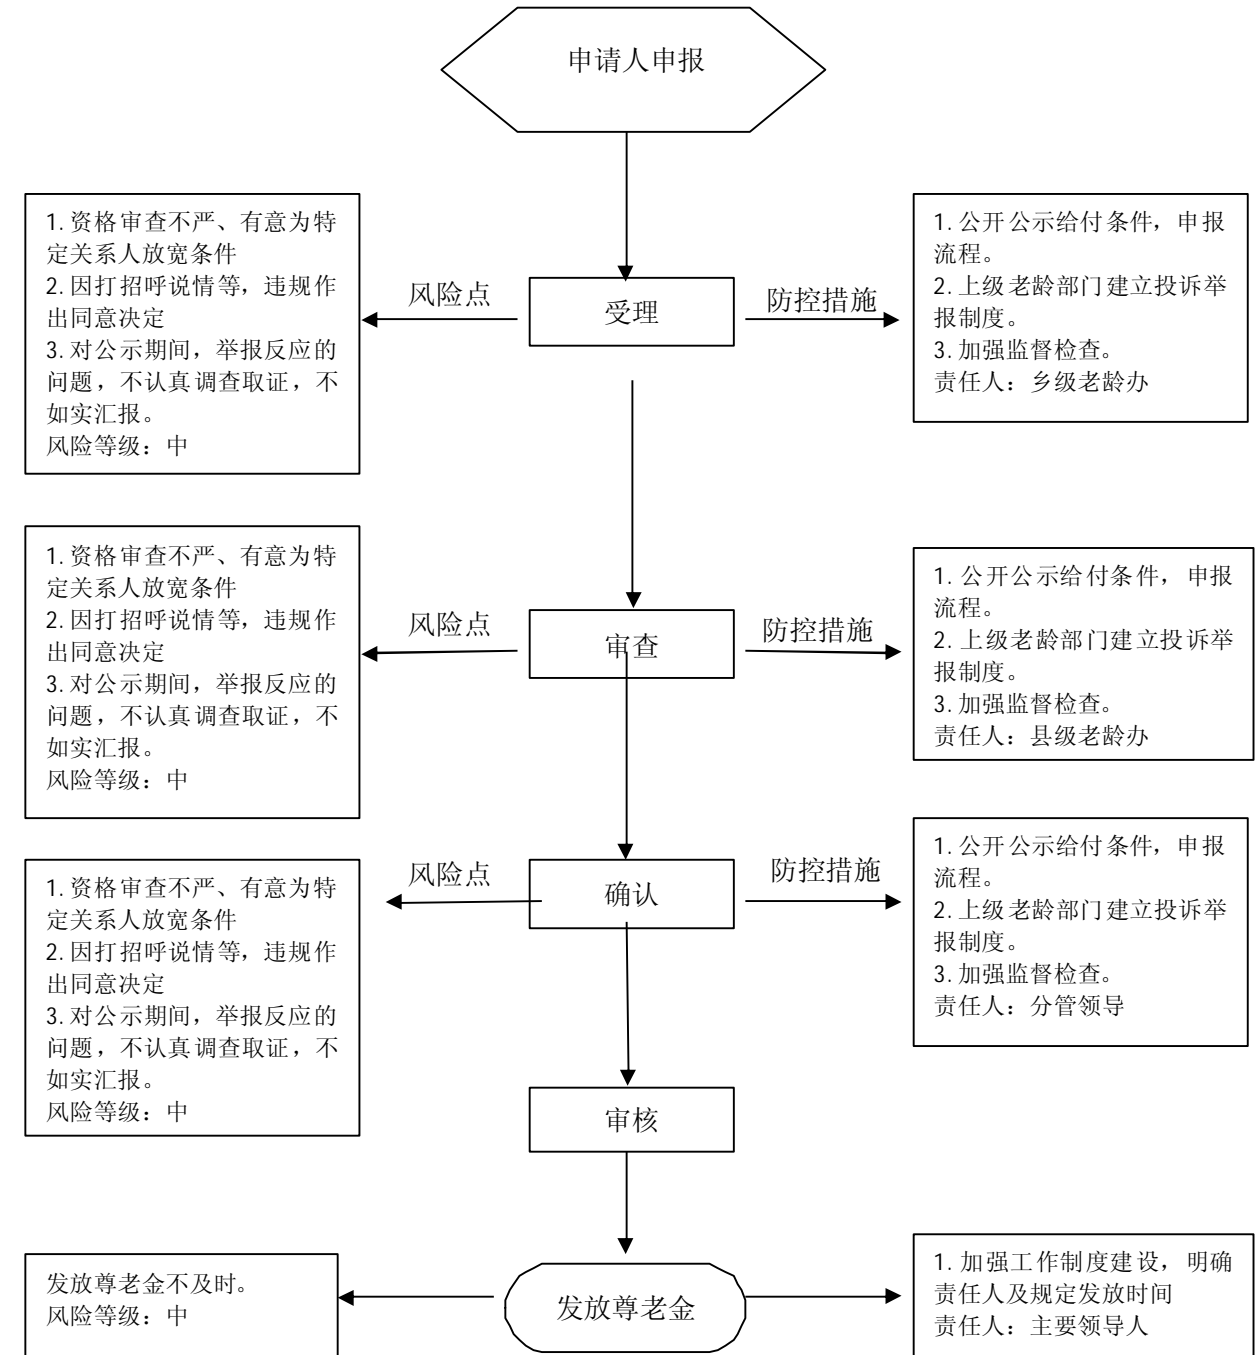 申请人申报
1.资格审查不严、有意为特
定关系人放宽条件
2.因打招呼说情等，违规作
出同意决定
3.对公示期间，举报反应的
问题，不认真调查取证，不
如实汇报。
风险等级：中
风险点
受理
防控措施
1.公开公示给付条件，申报
流程。
2.上级老龄部门建立投诉举
报制度。
3.加强监督检查。
责任人：乡级老龄办
1.资格审查不严、有意为特
定关系人放宽条件
2.因打招呼说情等，违规作
出同意决定
3.对公示期间，举报反应的
问题，不认真调查取证，不
如实汇报。
风险等级：中
风险点
审查
防控措施
1.公开公示给付条件，申报
流程。
2.上级老龄部门建立投诉举
报制度。
3.加强监督检查。
责任人：县级老龄办
1.资格审查不严、有意为特
定关系人放宽条件
2.因打招呼说情等，违规作
出同意决定
3.对公示期间，举报反应的
问题，不认真调查取证，不
如实汇报。
风险等级：中
风险点
确认
防控措施
1.公开公示给付条件，申报
流程。
2.上级老龄部门建立投诉举
报制度。
3.加强监督检查。
责任人：分管领导
审核
发放尊老金不及时。
风险等级：中
发放尊老金
1.加强工作制度建设，明确
责任人及规定发放时间
责任人：主要领导人